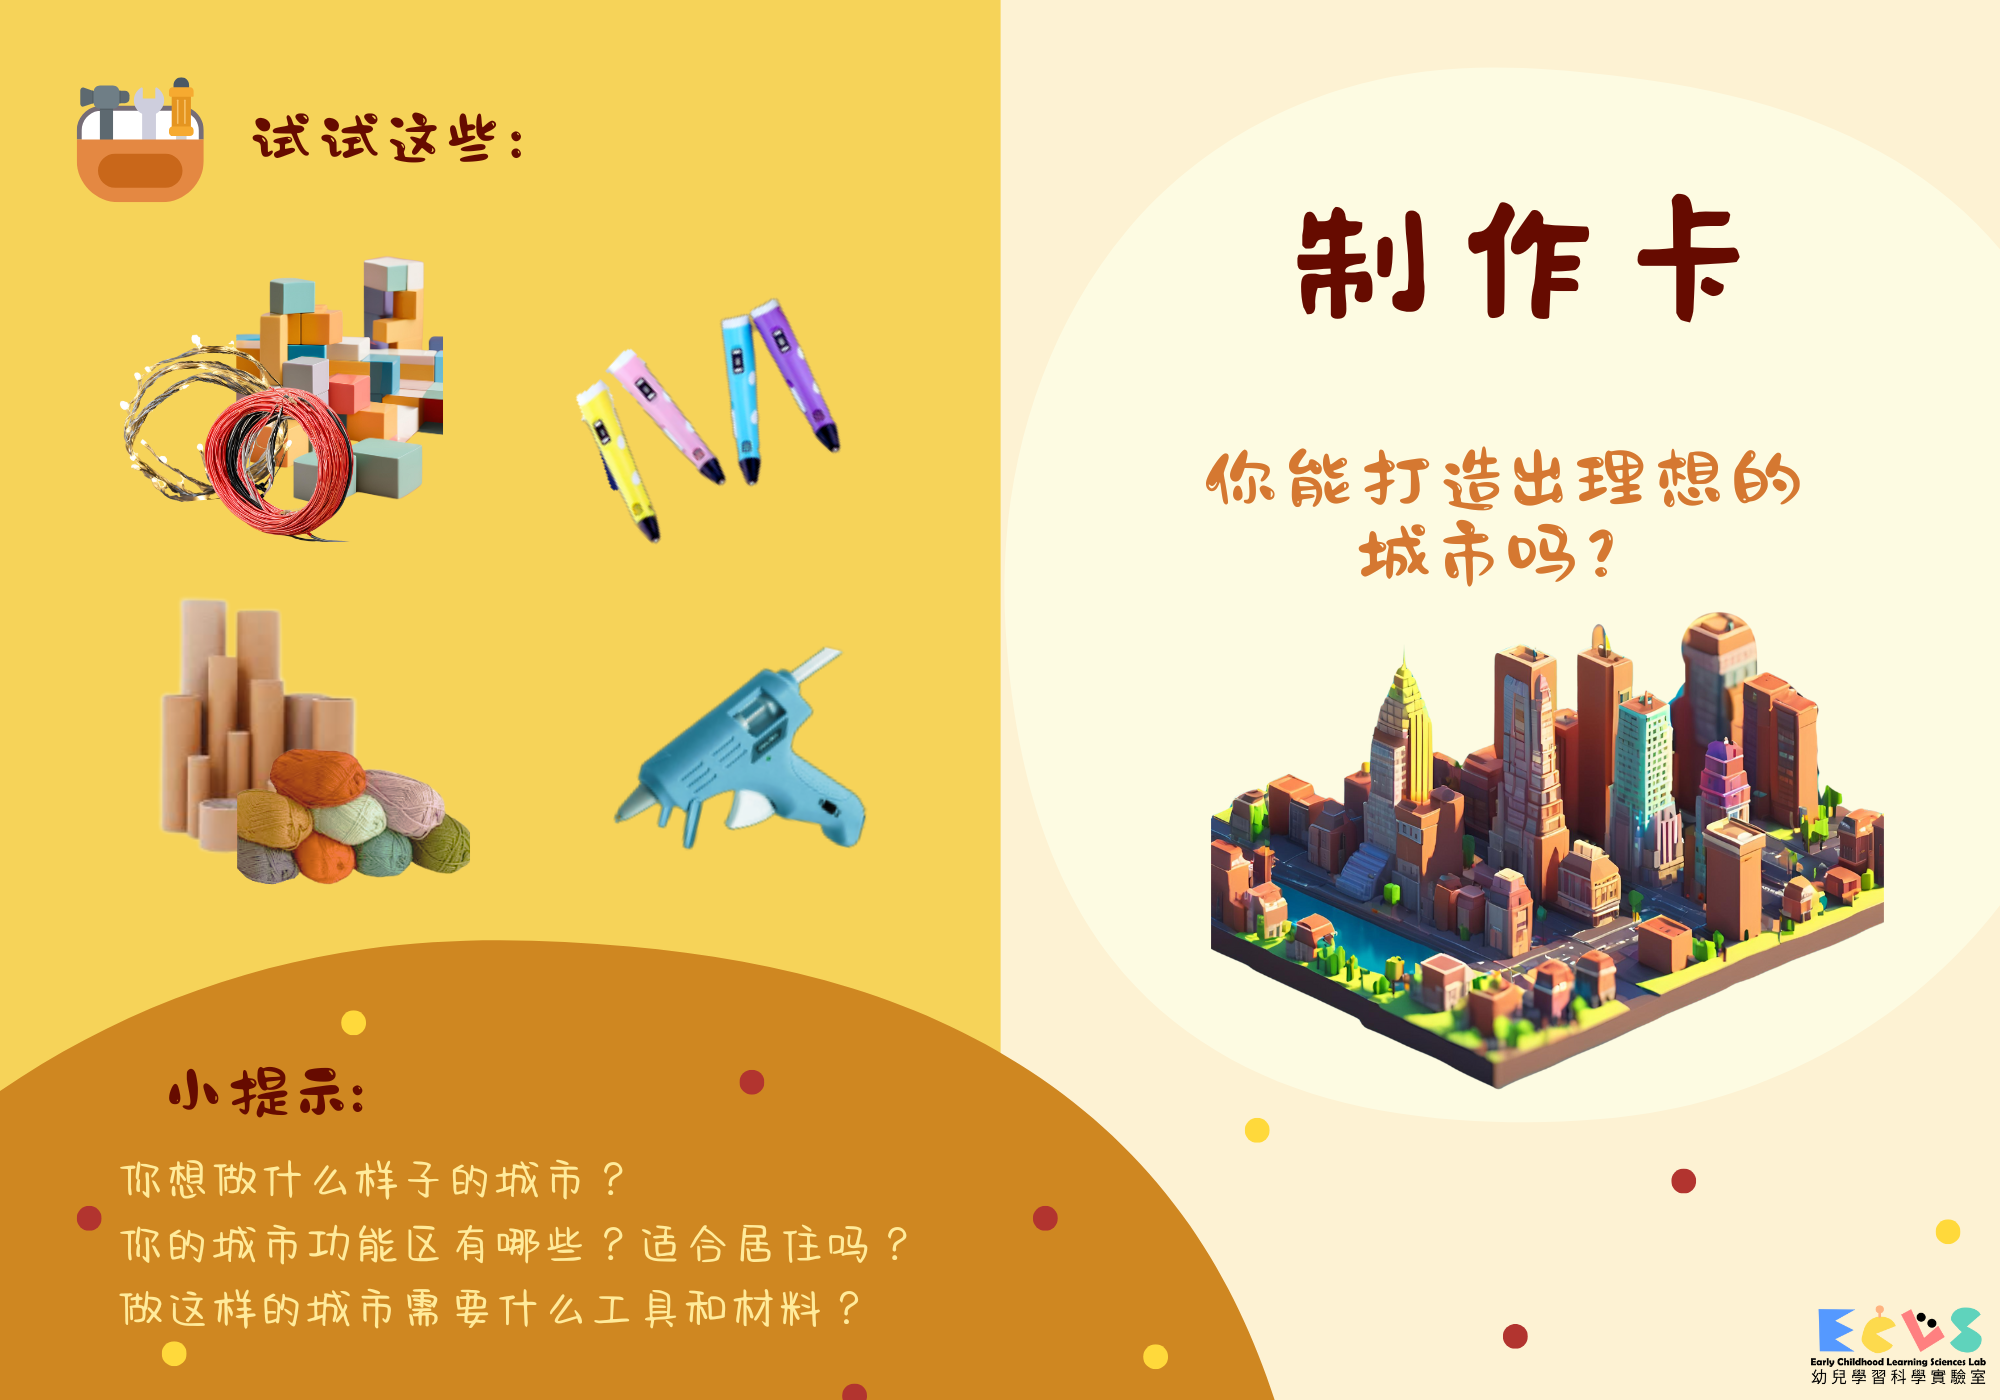 试试这些:
小提示:
你想做什么样子的城市？
你的城市功能区有哪些？适合居住吗？
做这样的城市需要什么工具和材料？
制作卡
你能打造出理想的
城市吗?
ECLS
Early Childhood Learning Sciences Lab
幼兒學習科學實驗室